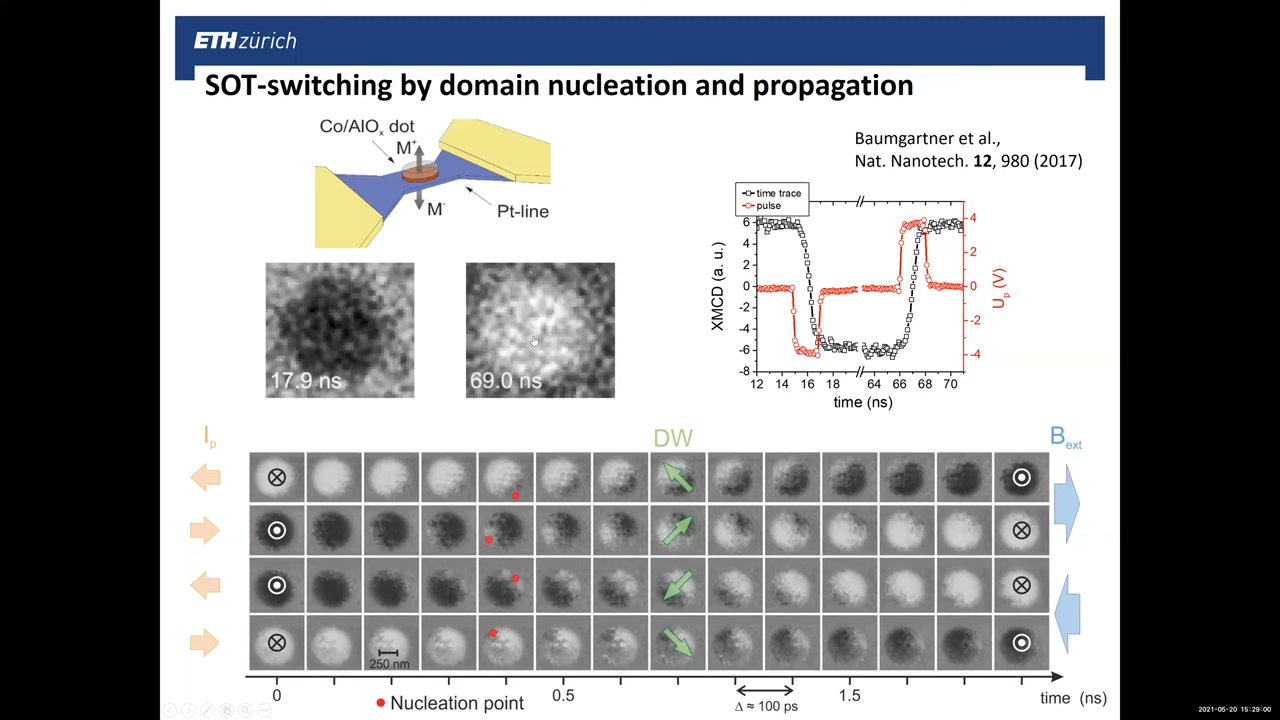 ETH zürich
SOT-switching by domain nucleation and propagation
Co/AlOx dot
M+
M-
Pt-line
Baumgartner et al.,
Nat. Nanotech. 12, 980 (2017)
time trace
pulse
XMCD (a. u.)
6
4
2
0
-2
-4
-6
-8
4
2
0
-2
-4
Up (V)
12 14 16 18 64 66 68 70
time (ns)
17.9 ns
69.0 ns
Ip
DW
Bext
250 nm
0 0.5 1.5 time (ns)
Nucleation point
Δ ≈ 100 ps
2021-05-20 15:29:00